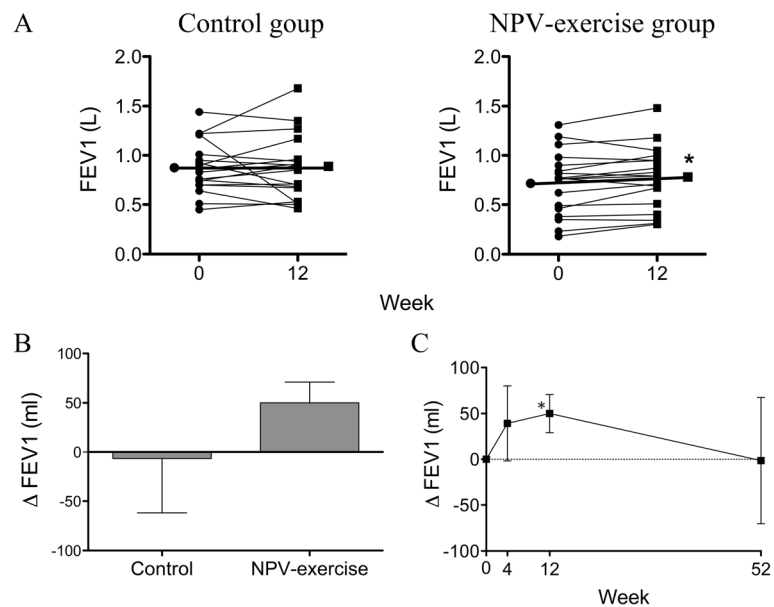 A Control goup NPV-exercise group
FEV1 (L) FEV1 (L)
2.0 2.0
1.5 1.5
*
1.0 1.0
0.5 0.5
0.0 0.0
0 12 0 12
Week
B C
Δ FEV1 (ml)
100
50
0
-50
-100
Control NPV-exercise
Δ FEV1 (ml)
100
50
*
0
-50
-100
0 4 12 52
Week